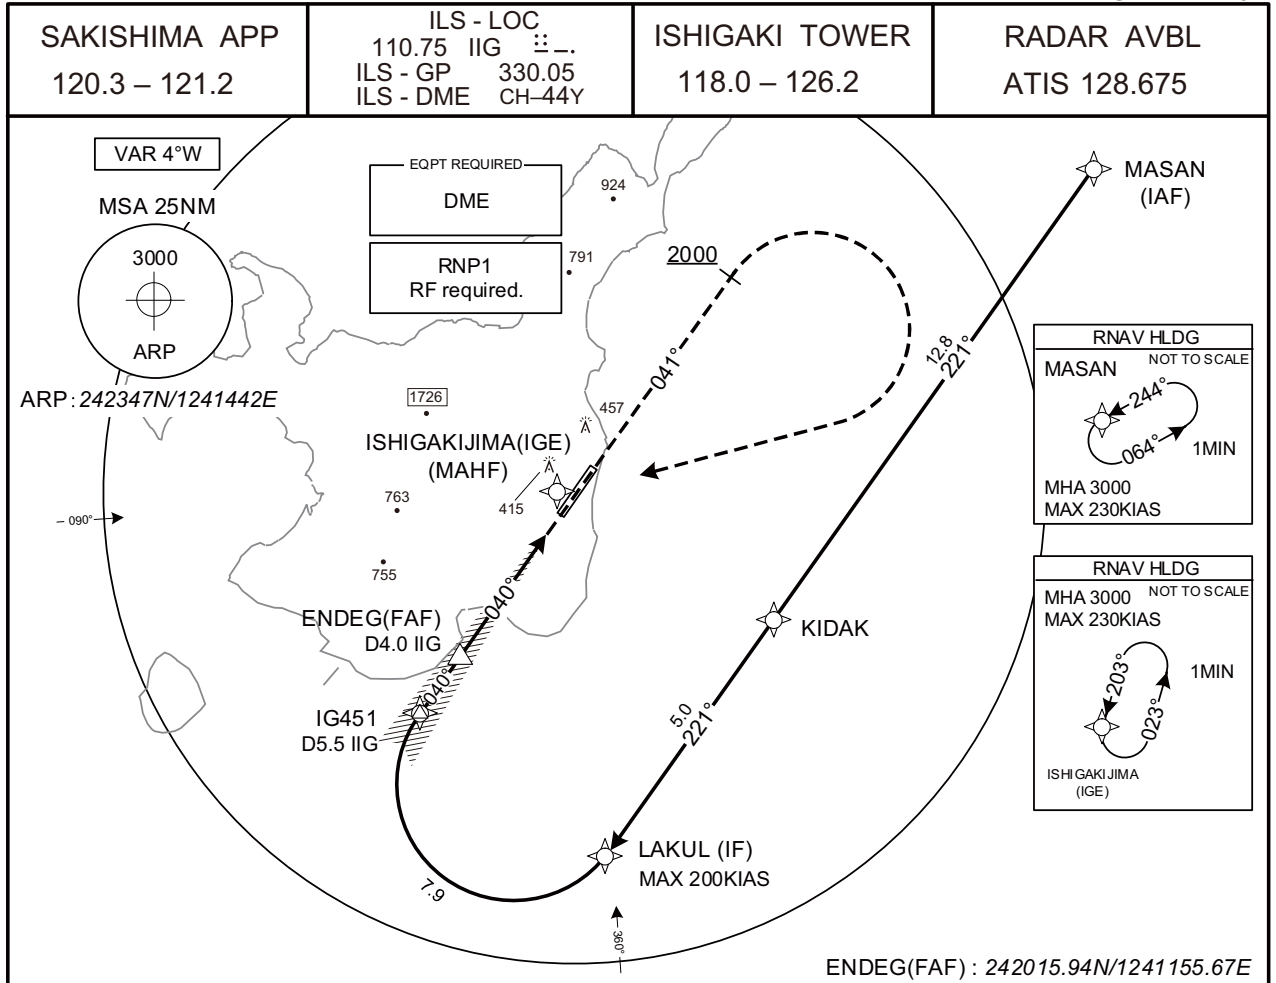 SAKISHIMA APP
120.3 – 121.2
ILS - LOC
110.75 IIG
ILS - GP 330.05
ILS - DME CH–44Y
ISHIGAKI TOWER
118.0 – 126.2
RADAR AVBL
ATIS 128.675
VAR 4°W
MSA 25NM
3000
ARP
ARP : 242347N/1241442E
EQPT REQUIRED
DME
RNP1
RF required.
924
791
2000
MASAN
(IAF)
12.8
221°
041°
1726
457
ISHIGAKIJIMA(IGE)
(MAHF)
415
763
755
090°
RNAV HLDG
NOT TO SCALE
MASAN
244°
064°
1MIN
MHA 3000
MAX 230KIAS
RNAV HLDG
NOT TO SCALE
MHA 3000
MAX 230KIAS
203°
023°
1MIN
ISHIGAKIJIMA
(IGE)
040°
ENDEG(FAF)
D4.0 IIG
040°
KIDAK
IG451
D5.5 IIG
5.0
221°
LAKUL (IF)
MAX 200KIAS
7.9
360°
ENDEG(FAF) : 242015.94N/1241155.67E